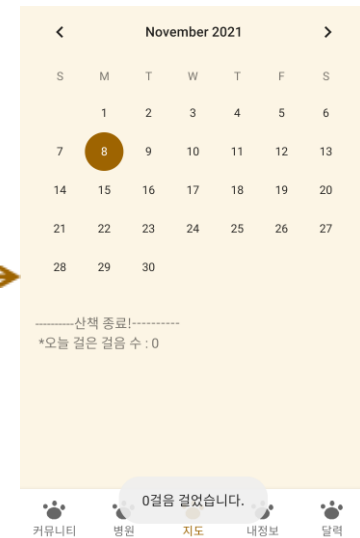 November 2021
S M T W T F S
1 2 3 4 5 6
7 8 9 10 11 12 13
14 15 16 17 18 19 20
21 22 23 24 25 26 27
28 29 30
----------산책 종료!----------
*오늘 걸은 걸음 수 : 0
0걸음 걸었습니다.
커뮤니티 병원 지도 내정보 달력